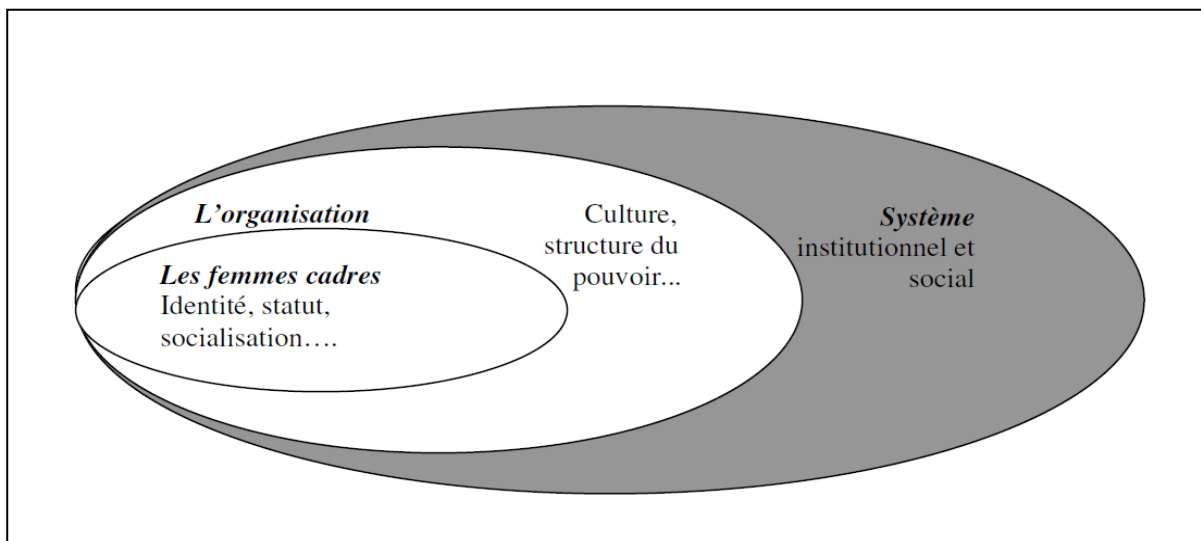 L'organisation
Les femmes cadres
Identité, statut,
socialisation….
Culture,
structure du
pouvoir...
Système
institutionnel et
social